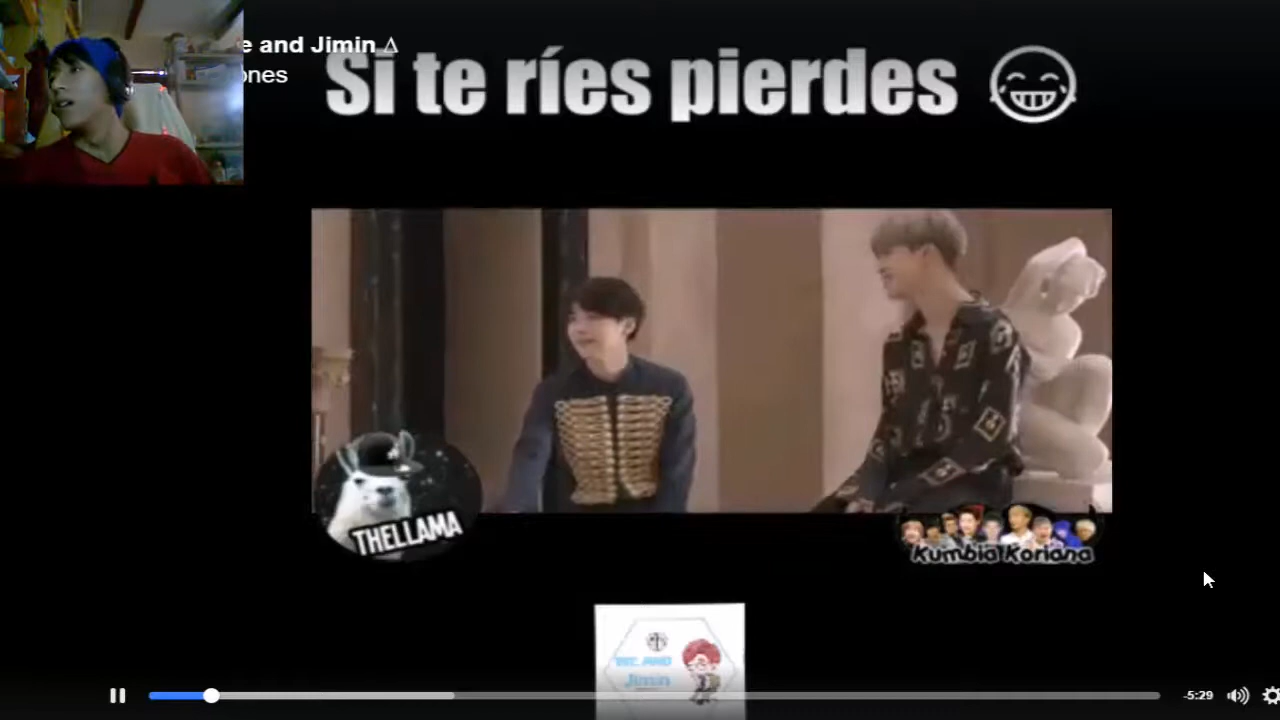 e and Jimin Δ
ones
Si te ríes pierdes
THELLAMA
Kumbia Koriana
Jimin
-5:29